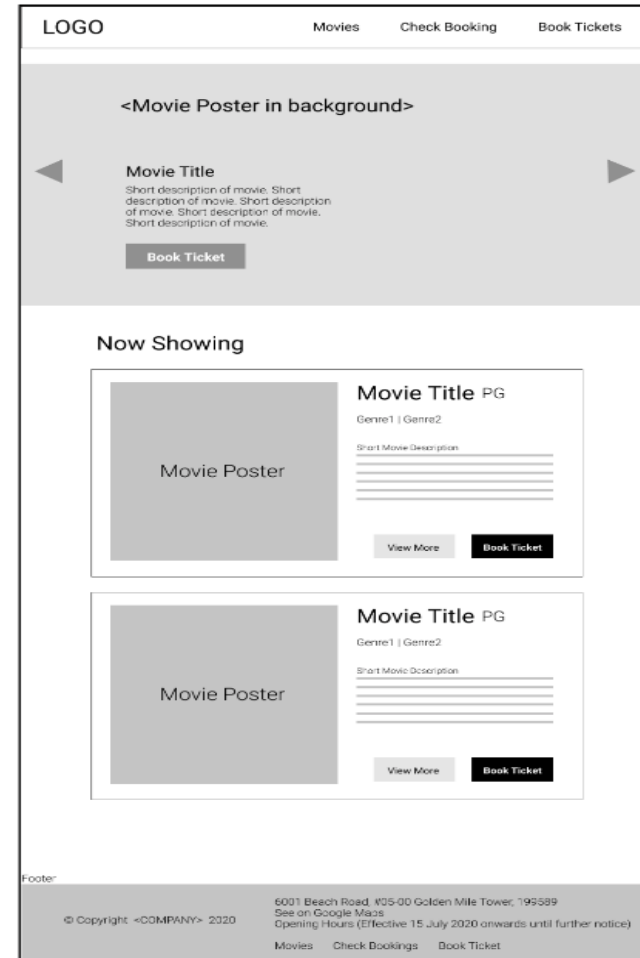 LOGO
Movies
Check Booking
Book Tickets
<Movie Poster in background>
Movie Title
Short description of movie. Short
description of movie. Short description
of movie. Short description of movie.
Short description of movie.
Book Ticket
Now Showing
Movie Poster
Movie Title PG
Genre1 | Genre2
Short Movie Description
View More
Book Ticket
Movie Poster
Movie Title PG
Genre1 | Genre2
Short Movie Description
View More
Book Ticket
Footer
© Copyright <COMPANY> 2020
6001 Beach Road, #05-00 Golden Mile Tower, 199589
See on Google Maps
Opening Hours (Effective 15 July 2020 onwards until further notice)
Movies
Check Bookings
Book Ticket